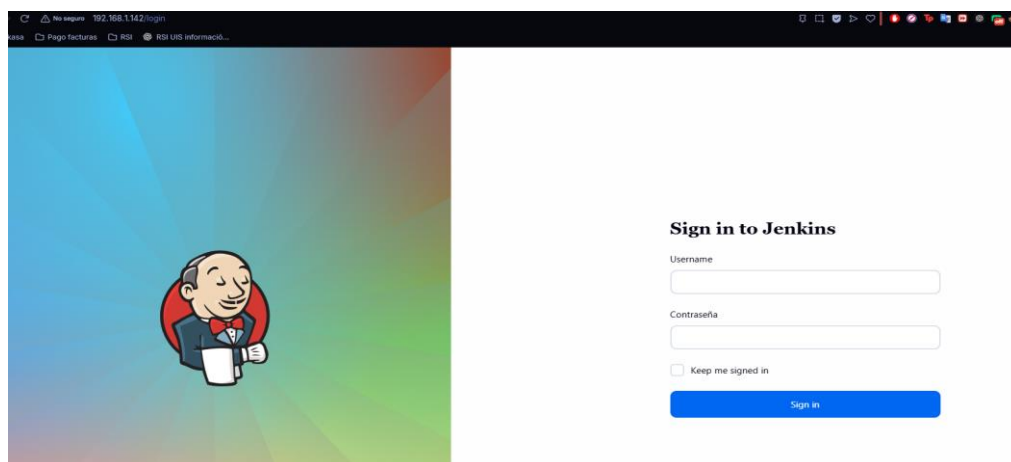 No seguro 192.168.1.142/login
kasa Pago facturas RSI RSI UIS informació...
Sign in to Jenkins
Username
Contraseña
Keep me signed in
Sign in